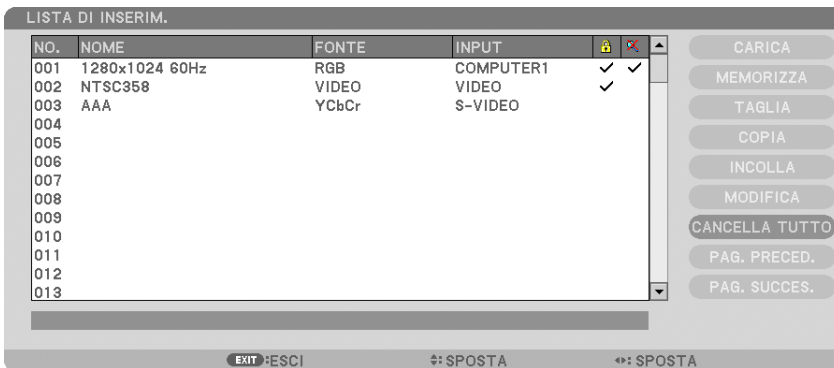 LISTA DI INSERIM.
NO. NOME FONTE INPUT
001 1280x1024 60Hz RGB COMPUTER1 ✓ ✓
002 NTSC358 VIDEO VIDEO ✓
003 AAA YCbCr S-VIDEO
004
005
006
007
008
009
010
011
012
013
CARICA
MEMORIZZA
TAGLIA
COPIA
INCOLLA
MODIFICA
CANCELLA TUTTO
PAG. PRECED.
PAG. SUCCES.
EXIT :ESCI :SPOSTA :SPOSTA